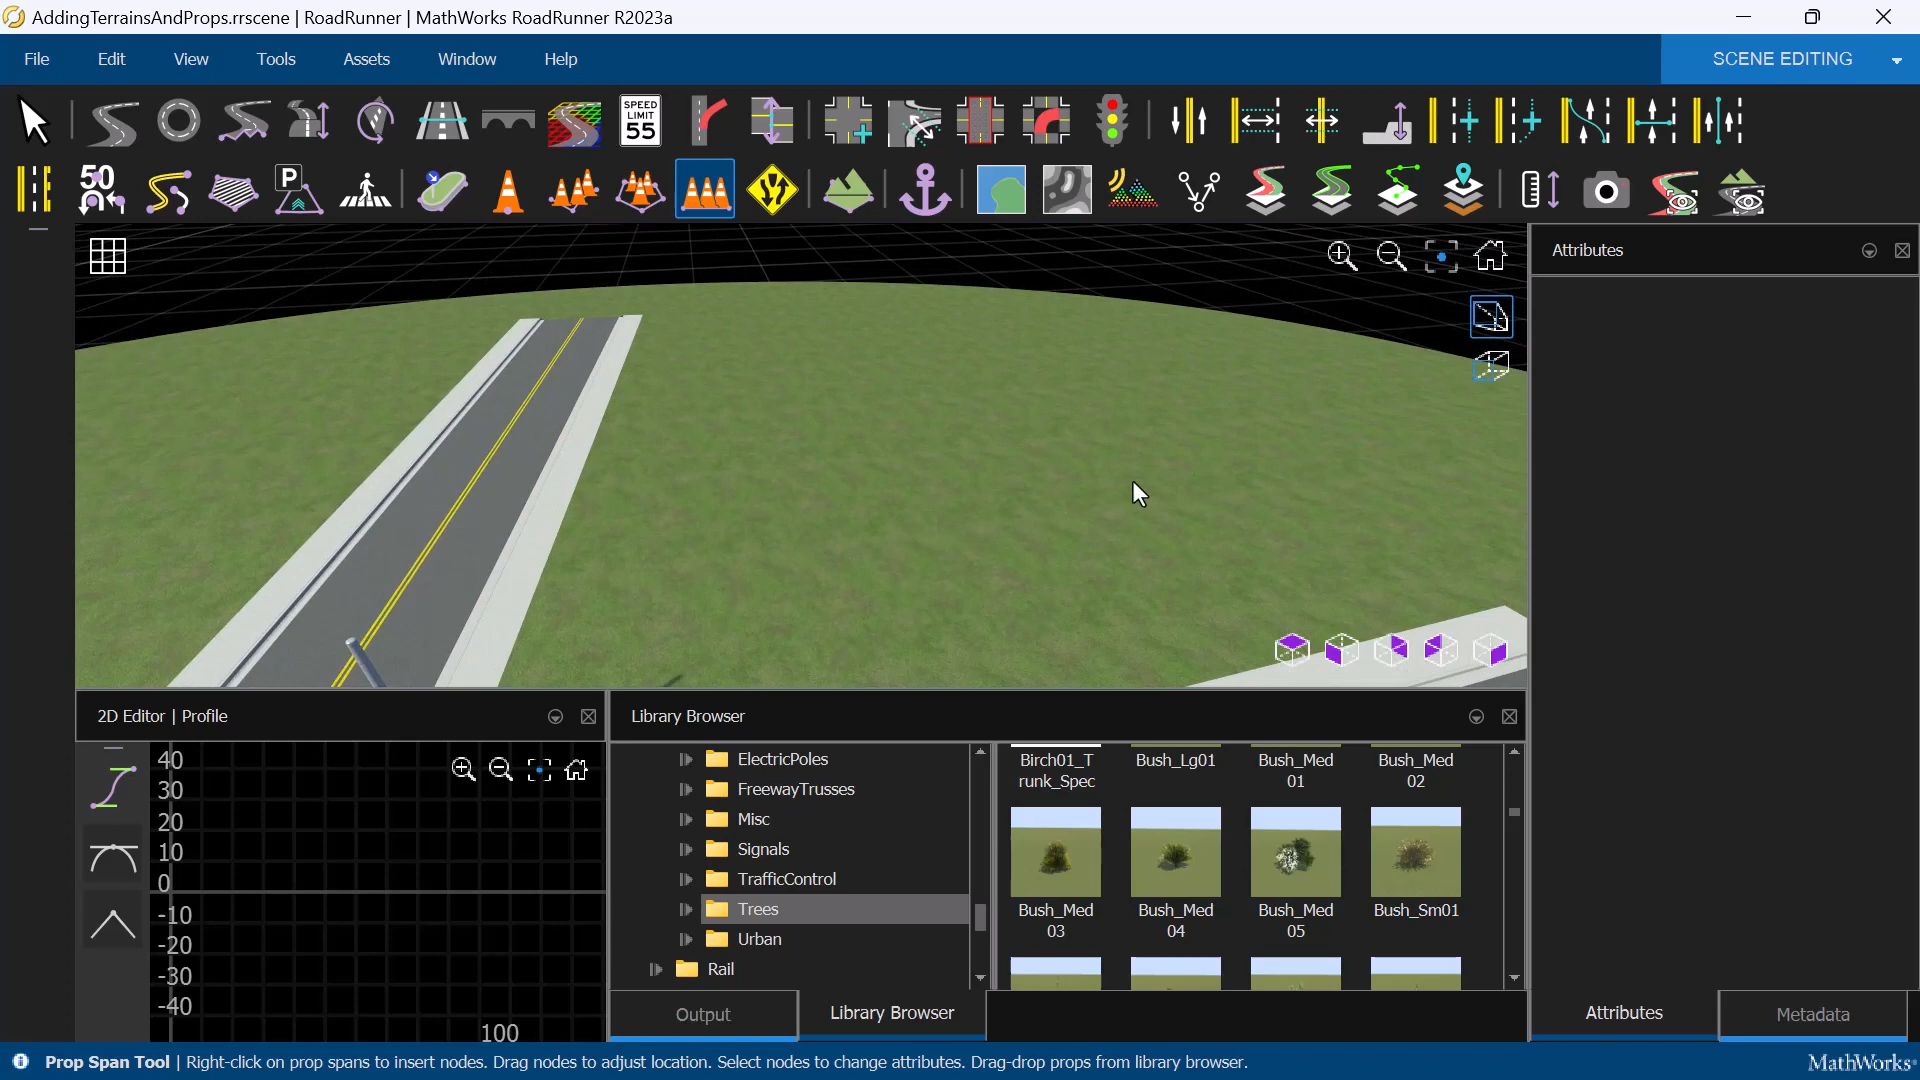 AddingTerrainsAndProps.rrscene | RoadRunner | MathWorks RoadRunner R2023a
File Edit View Tools Assets Window Help SCENE EDITING
SPEED
LIMIT
55
50
P
Attributes
2D Editor | Profile
Library Browser
40
30
20
10
0
-10
-20
-30
-40
100
ElectricPoles
FreewayTrusses
Misc
Signals
TrafficControl
Trees
Urban
Rail
Birch01_T
runk_Spec
Bush_Lg01
Bush_Med
01
Bush_Med
02
Bush_Med
03
Bush_Med
04
Bush_Med
05
Bush_Sm01
Output
Library Browser
Attributes
Metadata
Prop Span Tool | Right-click on prop spans to insert nodes. Drag nodes to adjust location. Select nodes to change attributes. Drag-drop props from library browser.
MathWorks